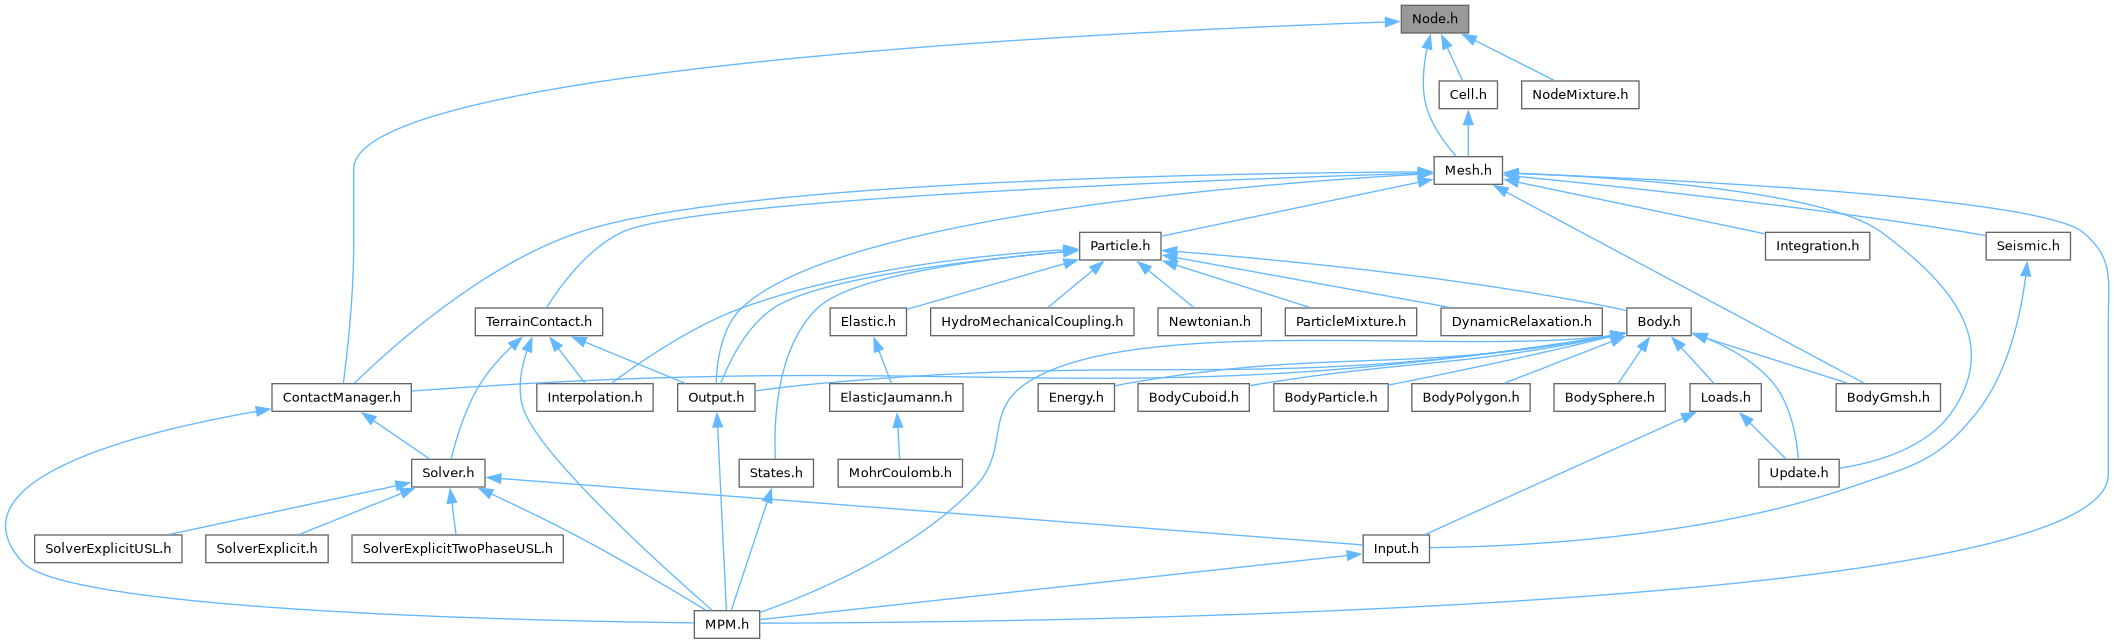 Node.h
Cell.h
NodeMixture.h
Mesh.h
Particle.h
Integration.h
Seismic.h
TerrainContact.h
Elastic.h
HydroMechanicalCoupling.h
Newtonian.h
ParticleMixture.h
DynamicRelaxation.h
Body.h
ContactManager.h
Interpolation.h
Output.h
ElasticJaumann.h
Energy.h
BodyCuboid.h
BodyParticle.h
BodyPolygon.h
BodySphere.h
Loads.h
BodyGmsh.h
Solver.h
States.h
MohrCoulomb.h
Update.h
SolverExplicitUSL.h
SolverExplicit.h
SolverExplicitTwoPhaseUSL.h
Input.h
MPM.h